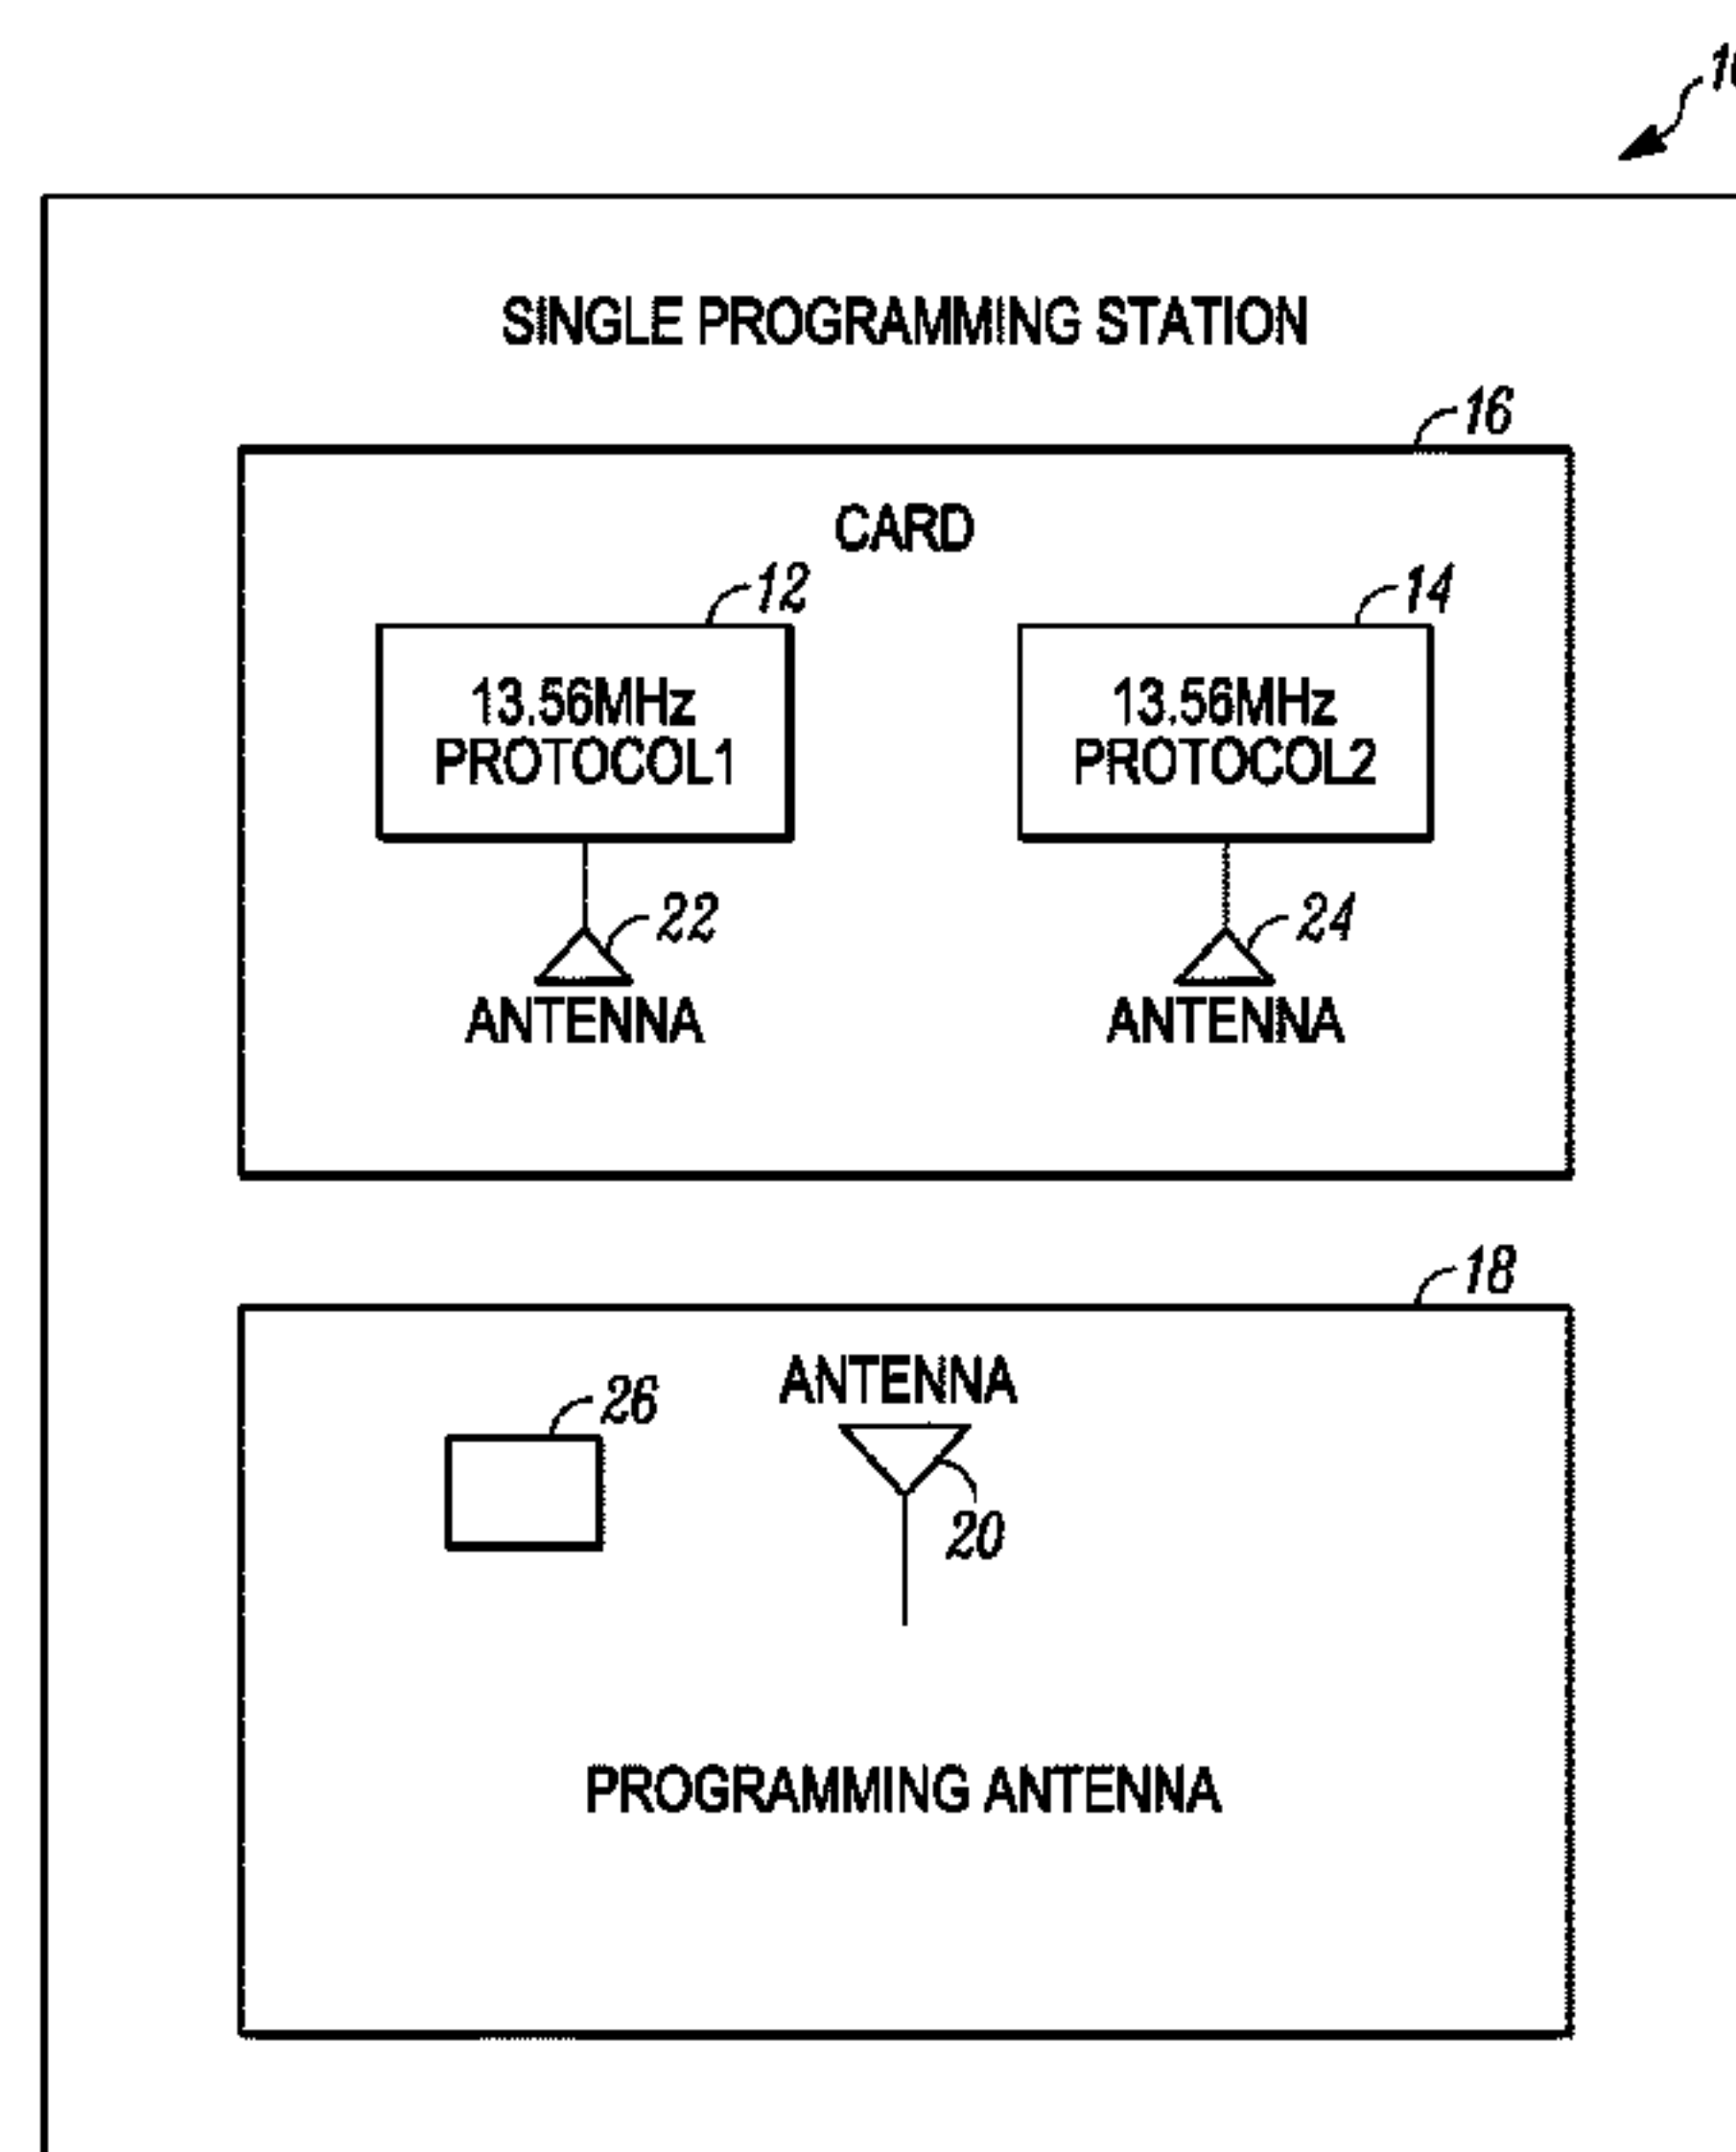 SINGLE PROGRAMMING STATION
16
CARD
12
14
13.56MHz
PROTOCOL1
13.56MHz
PROTOCOL2
22
24
ANTENNA
ANTENNA
18
ANTENNA
26
20
PROGRAMMING ANTENNA